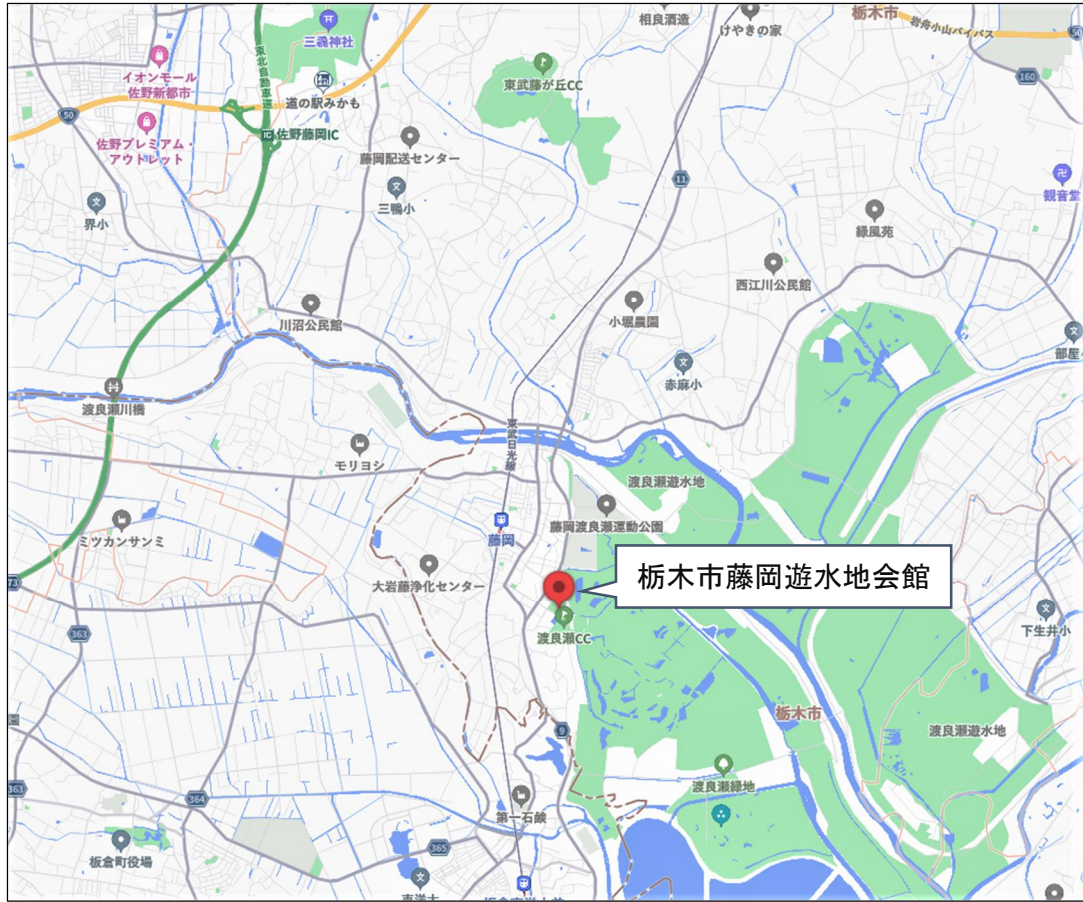 相良酒造
けやきの家
栃木市
岩舟小山バイパス
50
三毳神社
東北自動車道
イオンモール
佐野新都市
道の駅みかも
東武藤が丘CC
160
50
佐野藤岡IC
佐野プレミアム・
アウトレット
藤岡配送センター
11
観音堂
三鴨小
界小
緑風苑
西江川公民館
川沼公民館
小堀農園
部屋
赤麻小
渡良瀬川橋
東武日光線
モリヨシ
渡良瀬遊水地
藤岡渡良瀬運動公園
ミツカンサンミ
藤岡
大岩藤浄化センター
栃木市藤岡遊水地会館
73
363
渡良瀬CC
下生井小
栃木市
9
渡良瀬遊水地
渡良瀬緑地
363
364
第一石鹸
365
板倉町役場